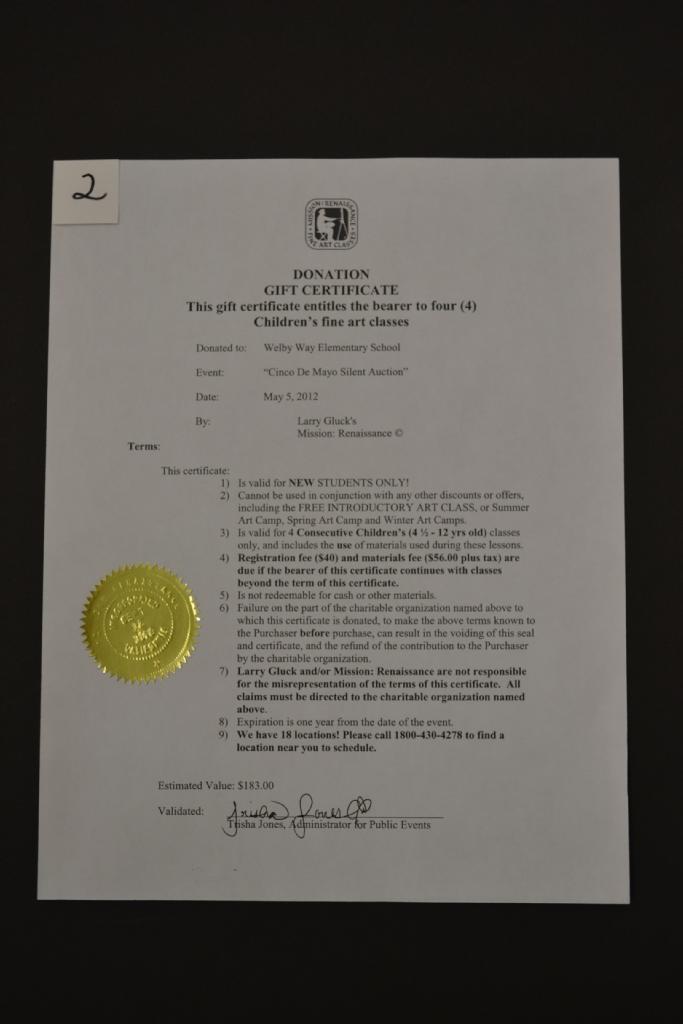 2
MISSION: RENAISSANCE
FINE ART CLASSES
DONATION
GIFT CERTIFICATE
This gift certificate entitles the bearer to four (4)
Children's fine art classes
Donated to: Welby Way Elementary School
Event: "Cinco De Mayo Silent Auction"
Date: May 5, 2012
By: Larry Gluck's
Mission: Renaissance ©
Terms:
This certificate:
1) Is valid for NEW STUDENTS ONLY!
2) Cannot be used in conjunction with any other discounts or offers,
including the FREE INTRODUCTORY ART CLASS, or Summer
Art Camp, Spring Art Camp and Winter Art Camps.
3) Is valid for 4 Consecutive Children's (4 ½ - 12 yrs old) classes
only, and includes the use of materials used during these lessons.
4) Registration fee ($40) and materials fee ($56.00 plus tax) are
due if the bearer of this certificate continues with classes
beyond the term of this certificate.
5) Is not redeemable for cash or other materials.
6) Failure on the part of the charitable organization named above to
which this certificate is donated, to make the above terms known to
the Purchaser before purchase, can result in the voiding of this seal
and certificate, and the refund of the contribution to the Purchaser
by the charitable organization.
7) Larry Gluck and/or Mission: Renaissance are not responsible
for the misrepresentation of the terms of this certificate. All
claims must be directed to the charitable organization named
above.
8) Expiration is one year from the date of the event.
9) We have 18 locations! Please call 1800-430-4278 to find a
location near you to schedule.
Estimated Value: $183.00
Validated: Trisha Jones
Trisha Jones, Administrator for Public Events